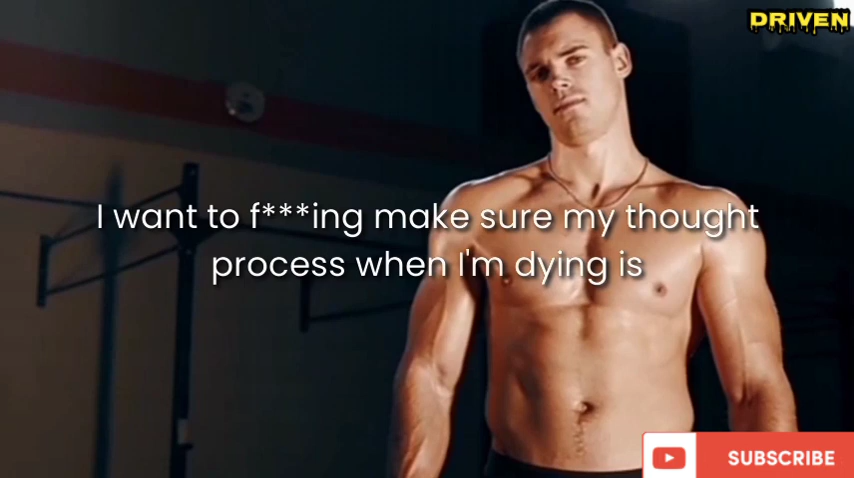 DRIVEN
I want to f***ing make sure my thought
process when I'm dying is
SUBSCRIBE